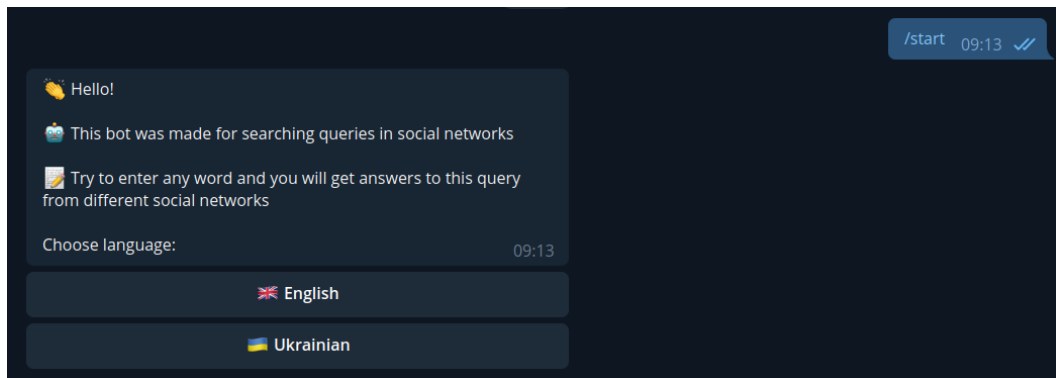 /start 09:13
👏 Hello!
🤖 This bot was made for searching queries in social networks
📝 Try to enter any word and you will get answers to this query
from different social networks
Choose language:
09:13
🇬🇧 English
🇺🇦 Ukrainian